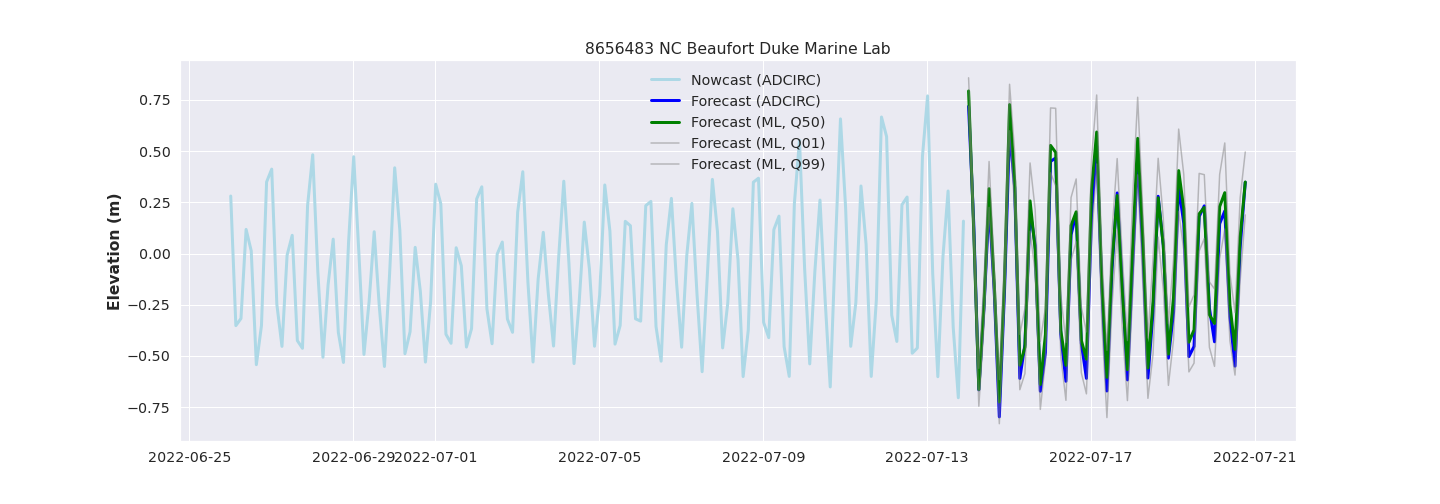 8656483 NC Beaufort Duke Marine Lab
Nowcast (ADCIRC)
Forecast (ADCIRC)
Forecast (ML, Q50)
Forecast (ML, Q01)
Forecast (ML, Q99)
Elevation (m)
0.75
0.50
0.25
0.00
−0.25
−0.50
−0.75
2022-06-25
2022-06-29
2022-07-01
2022-07-05
2022-07-09
2022-07-13
2022-07-17
2022-07-21